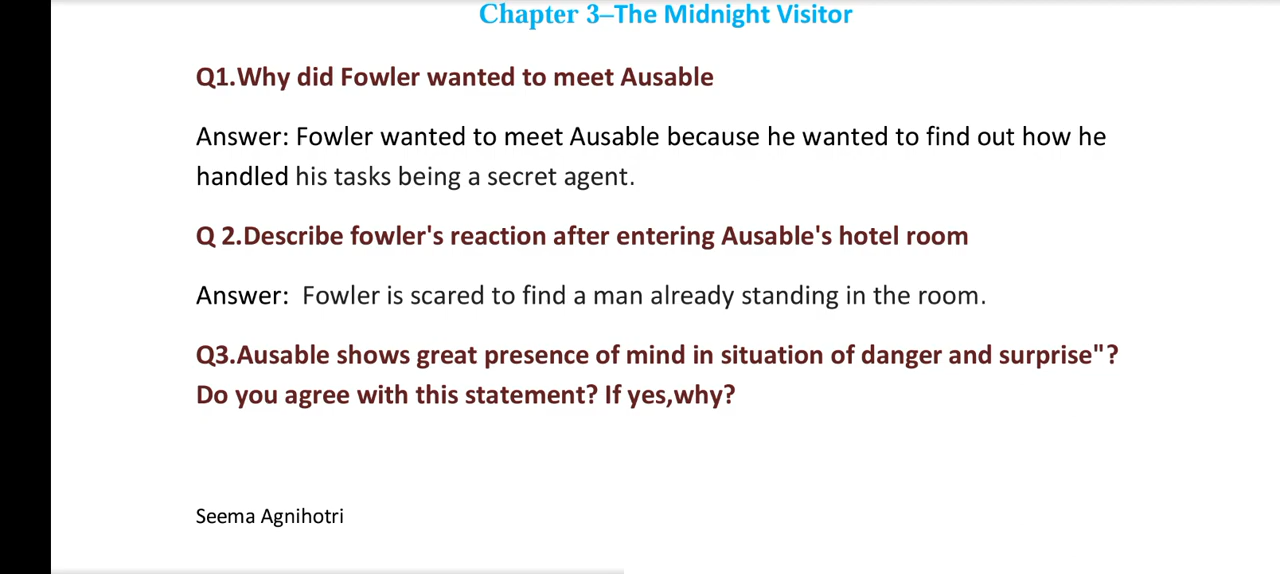 Chapter 3–The Midnight Visitor
Q1.Why did Fowler wanted to meet Ausable
Answer: Fowler wanted to meet Ausable because he wanted to find out how he
handled his tasks being a secret agent.
Q 2.Describe fowler's reaction after entering Ausable's hotel room
Answer:  Fowler is scared to find a man already standing in the room.
Q3.Ausable shows great presence of mind in situation of danger and surprise"?
Do you agree with this statement? If yes,why?
Seema Agnihotri